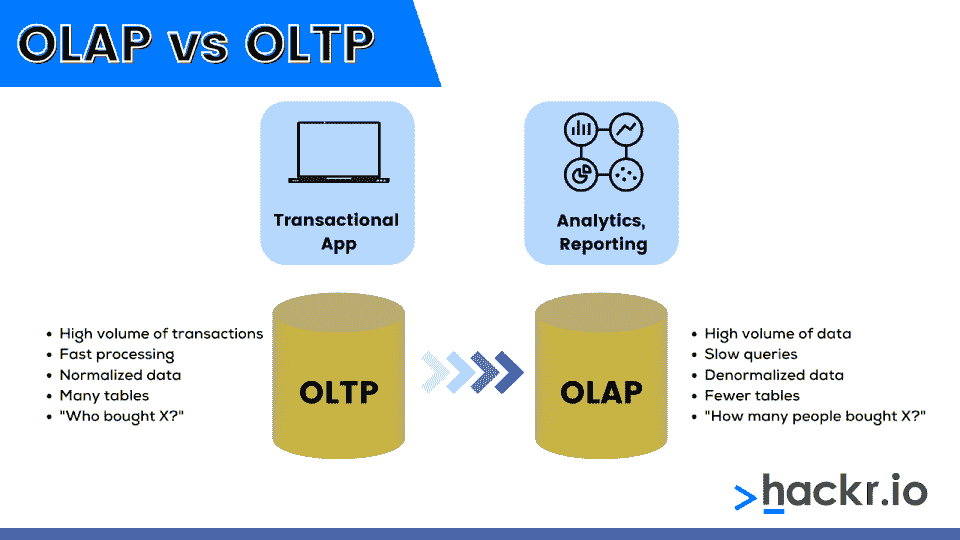 OLAP vs OLTP
Transactional
App
Analytics,
Reporting
• High volume of transactions
• Fast processing
• Normalized data
• Many tables
• "Who bought X?"
OLTP
OLAP
• High volume of data
• Slow queries
• Denormalized data
• Fewer tables
• "How many people bought X?"
hackr.io